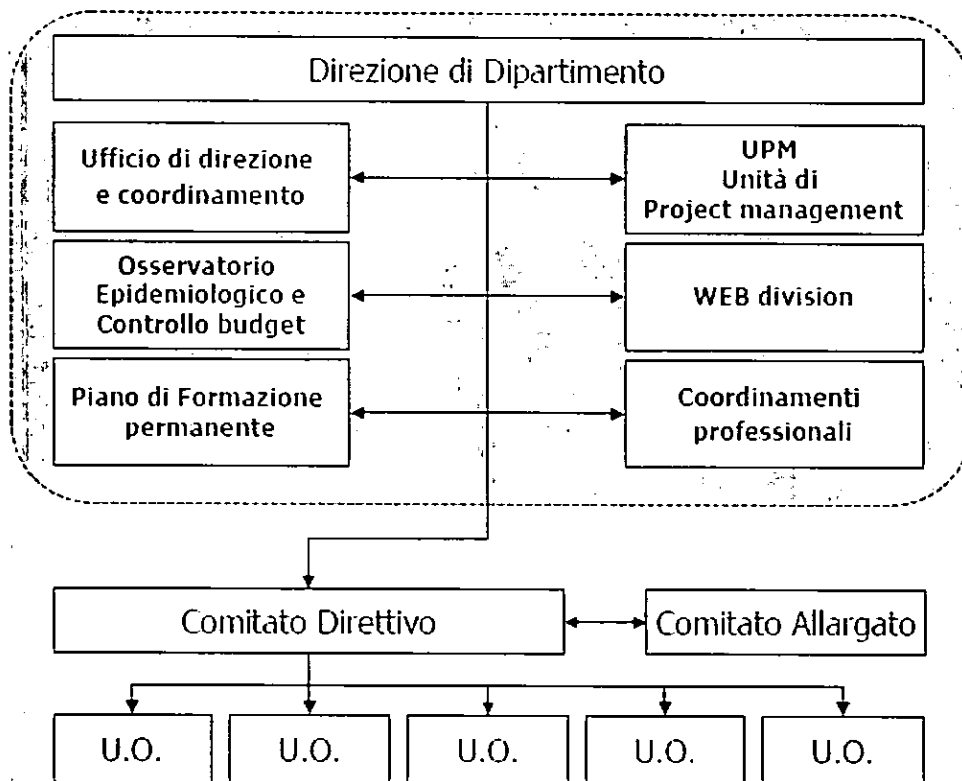 Direzione di Dipartimento
Ufficio di direzione
e coordinamento
UPM
Unità di
Project management
Osservatorio
Epidemiologico e
Controllo budget
WEB division
Piano di Formazione
permanente
Coordinamenti
professionali
Comitato Direttivo
Comitato Allargato
U.O.
U.O.
U.O.
U.O.
U.O.